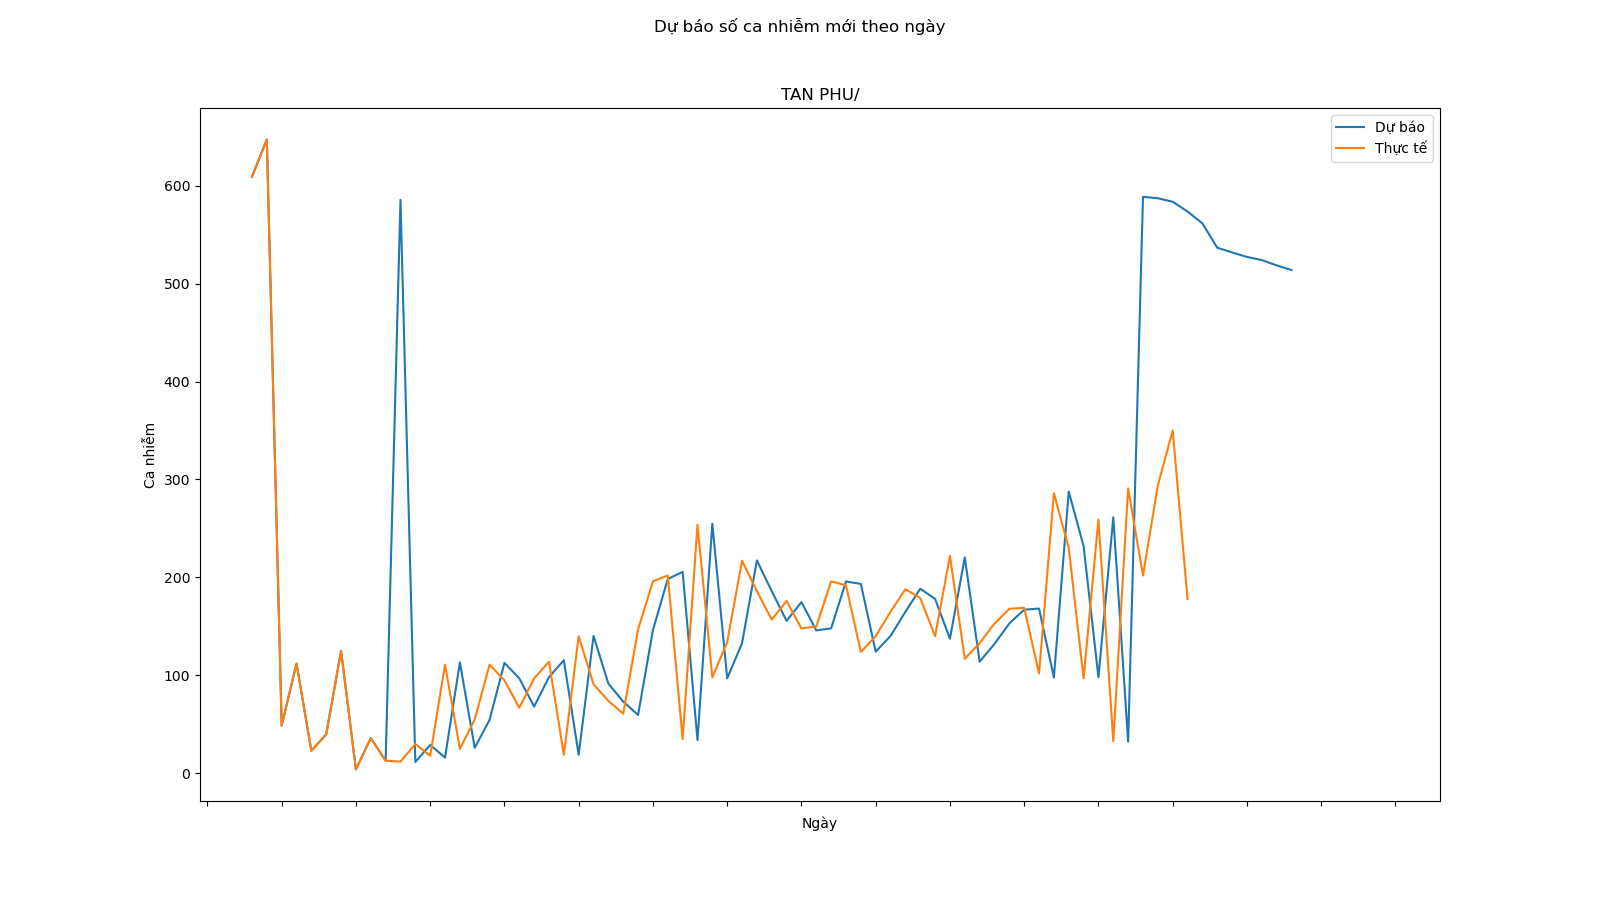 Dự báo số ca nhiễm mới theo ngày
TAN PHU/
Dự báo
Thực tế
600
500
400
300
200
100
0
Ca nhiễm
Ngày